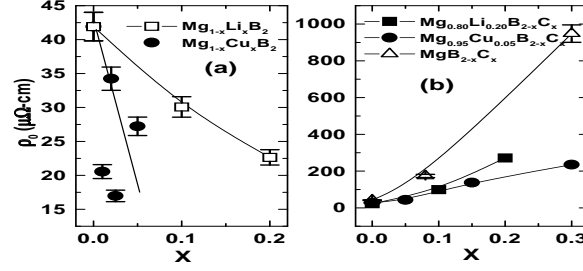 Mg1-xLixB2
Mg1-xCuxB2
(a)
ρ0 (μΩ-cm)
45
40
35
30
25
20
15
0.0 0.1 0.2
X
Mg0.80Li0.20B2-xCx
Mg0.95Cu0.05B2-xCx
MgB2-xCx
(b)
1000
800
600
400
200
0
0.0 0.1 0.2 0.3
X